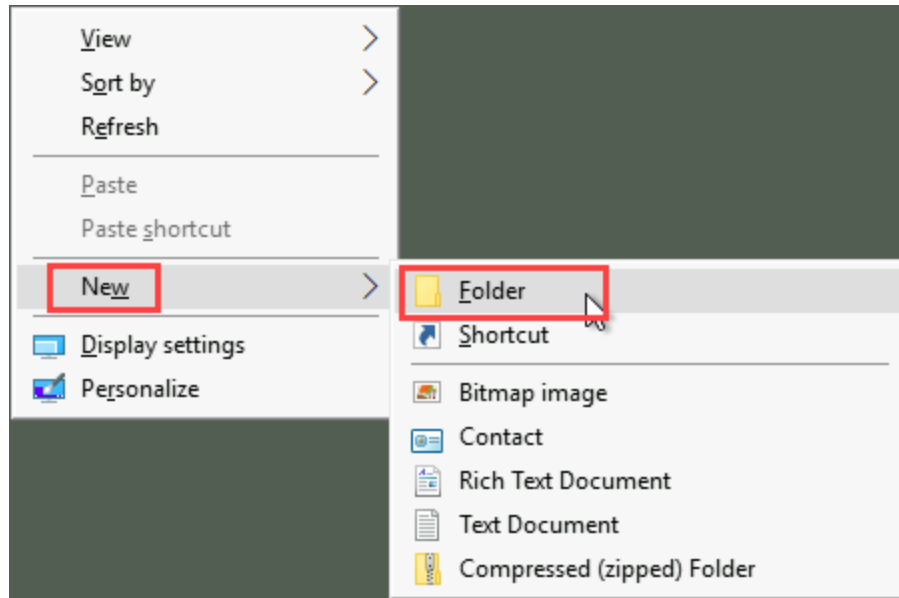 View
Sort by
Refresh
Paste
Paste shortcut
New
Display settings
Personalize
Folder
Shortcut
Bitmap image
Contact
Rich Text Document
Text Document
Compressed (zipped) Folder